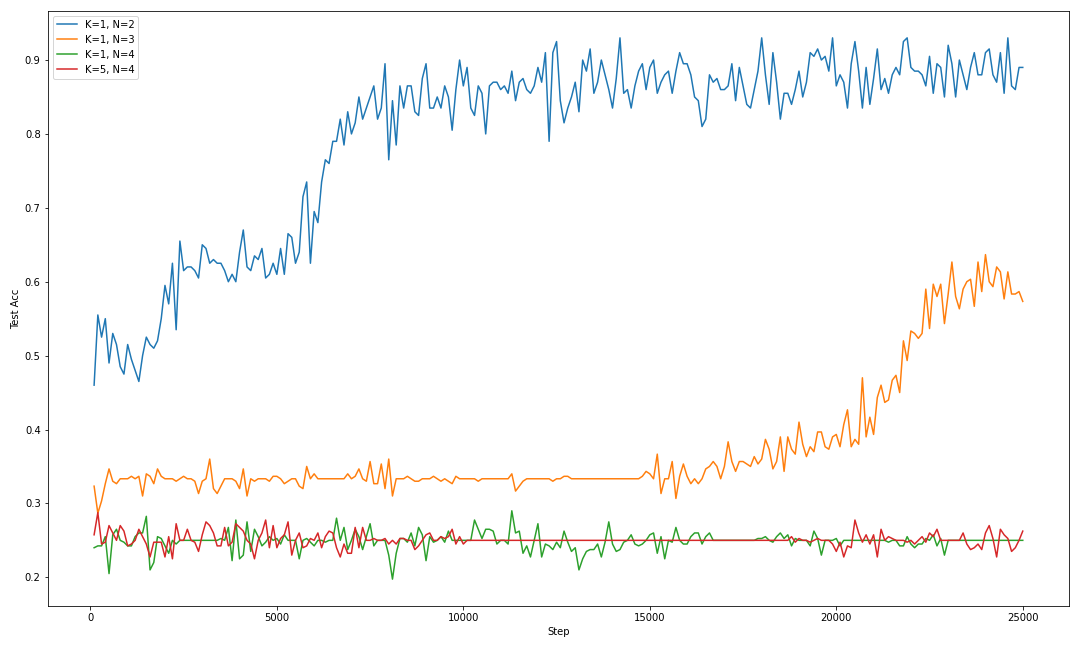 K=1, N=2
K=1, N=3
K=1, N=4
K=5, N=4
Test Acc
0.9
0.8
0.7
0.6
0.5
0.4
0.3
0.2
0 5000 10000 15000 20000 25000
Step